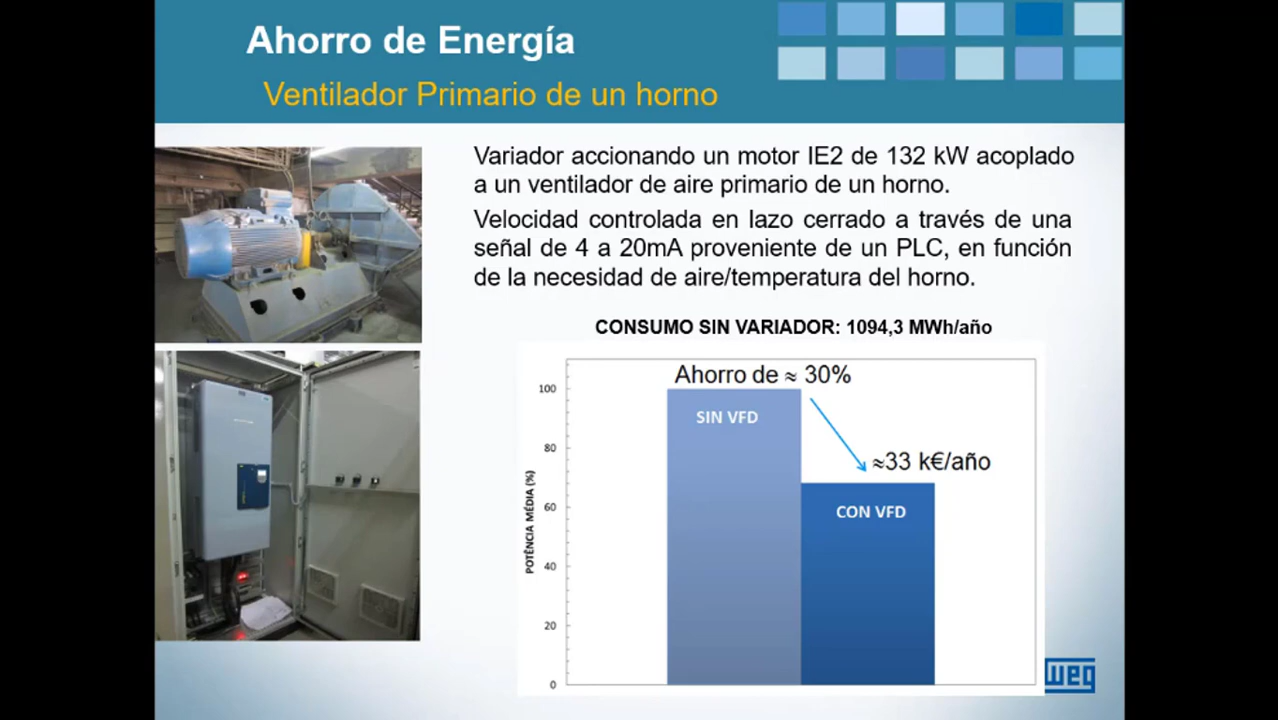 Ahorro de Energía
Ventilador Primario de un horno
Variador accionando un motor IE2 de 132 kW acoplado
a un ventilador de aire primario de un horno.
Velocidad controlada en lazo cerrado a través de una
señal de 4 a 20mA proveniente de un PLC, en función
de la necesidad de aire/temperatura del horno.
CONSUMO SIN VARIADOR: 1094,3 MWh/año
Ahorro de ≈ 30%
SIN VFD
≈33 k€/año
CON VFD
POTÊNCIA MÉDIA (%)
100
80
60
40
20
0
weg